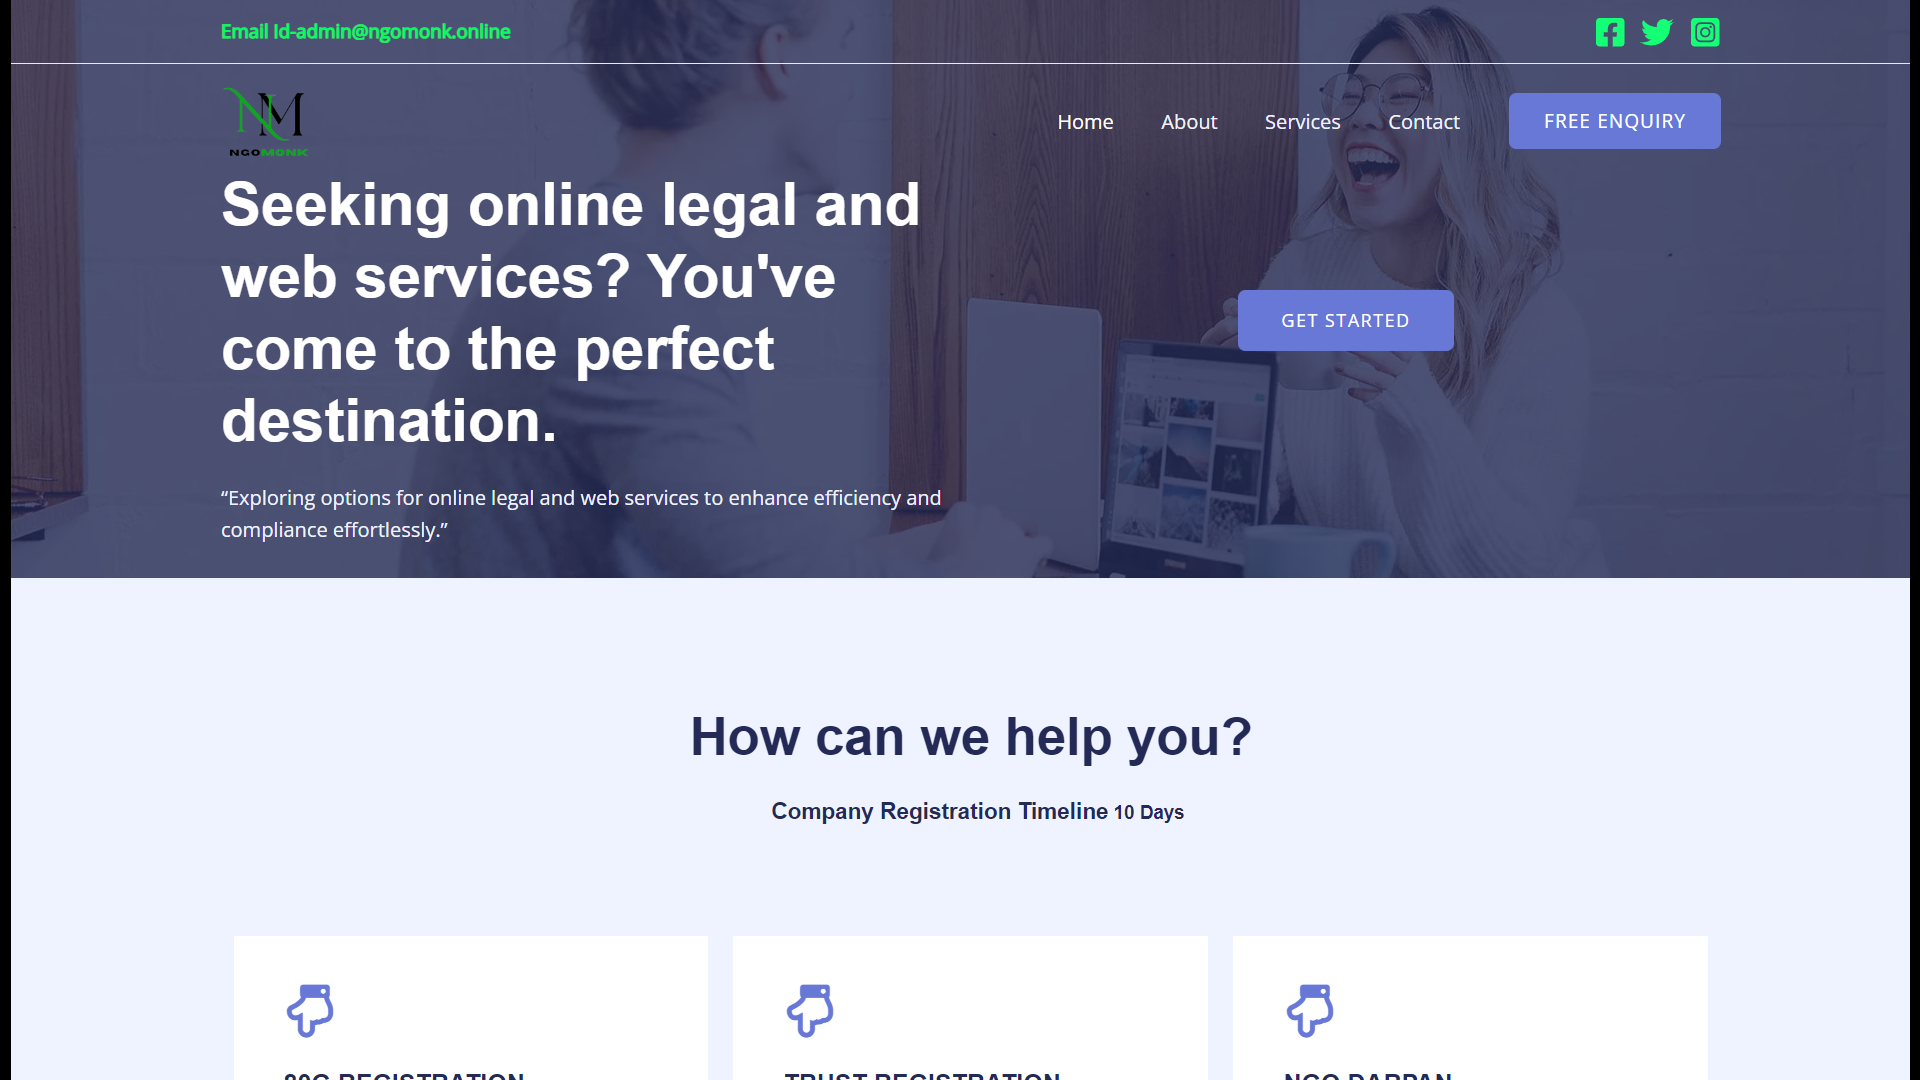 Email Id-admin@ngomonk.online
NM
NGOMONK
Home About Services Contact FREE ENQUIRY
Seeking online legal and
web services? You've
come to the perfect
destination.
GET STARTED
“Exploring options for online legal and web services to enhance efficiency and
compliance effortlessly.”
How can we help you?
Company Registration Timeline 10 Days
80G REGISTRATION
TRUST REGISTRATION
NGO DARPAN